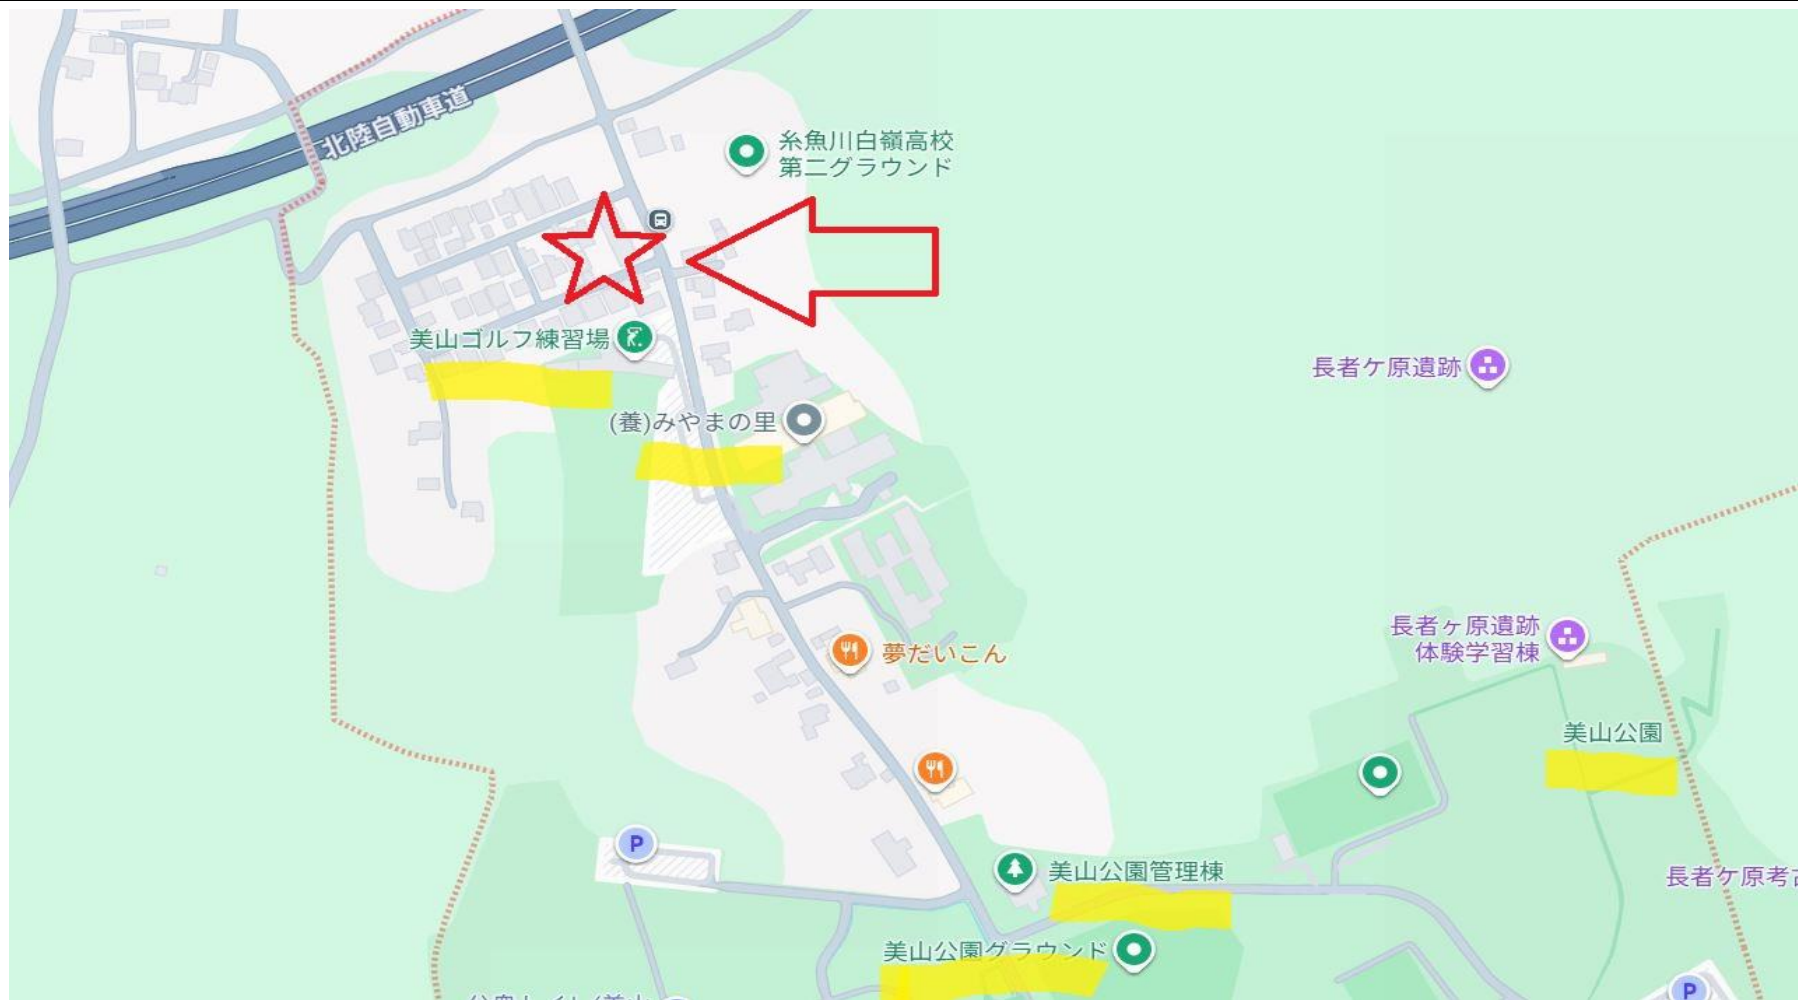 北陸自動車道
糸魚川白嶺高校
第二グラウンド
美山ゴルフ練習場
長者ケ原遺跡
(養)みやまの里
長者ヶ原遺跡
体験学習棟
夢だいこん
美山公園
P
美山公園管理棟
長者ケ原考古
美山公園グラウンド
P